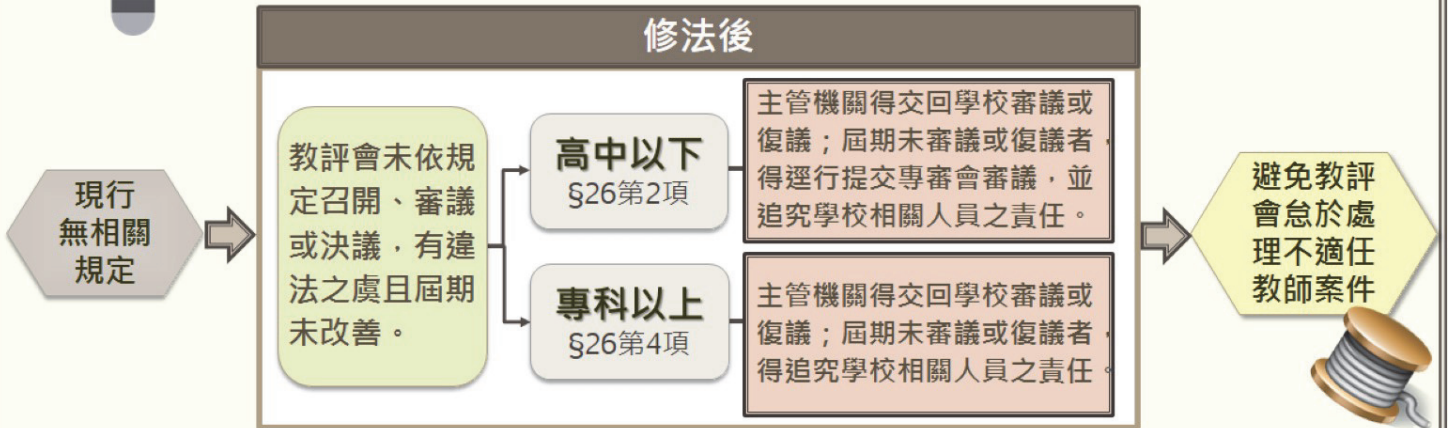 修法後
現行
無相關
規定
教評會未依規
定召開、審議
或決議，有違
法之虞且屆期
未改善。
高中以下
§26第2項
主管機關得交回學校審議或
復議；屆期未審議或復議者，
得逕行提交專審會審議，並
追究學校相關人員之責任。
專科以上
§26第4項
主管機關得交回學校審議或
復議；屆期未審議或復議者，
得追究學校相關人員之責任。
避免教評
會怠於處
理不適任
教師案件